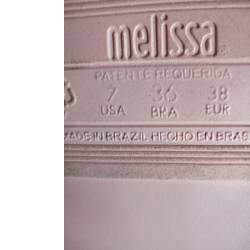 melissa®
PATENTE REQUERIDA
7 36 38
USA BRA EUR
MADE IN BRAZIL HECHO EN BRAS